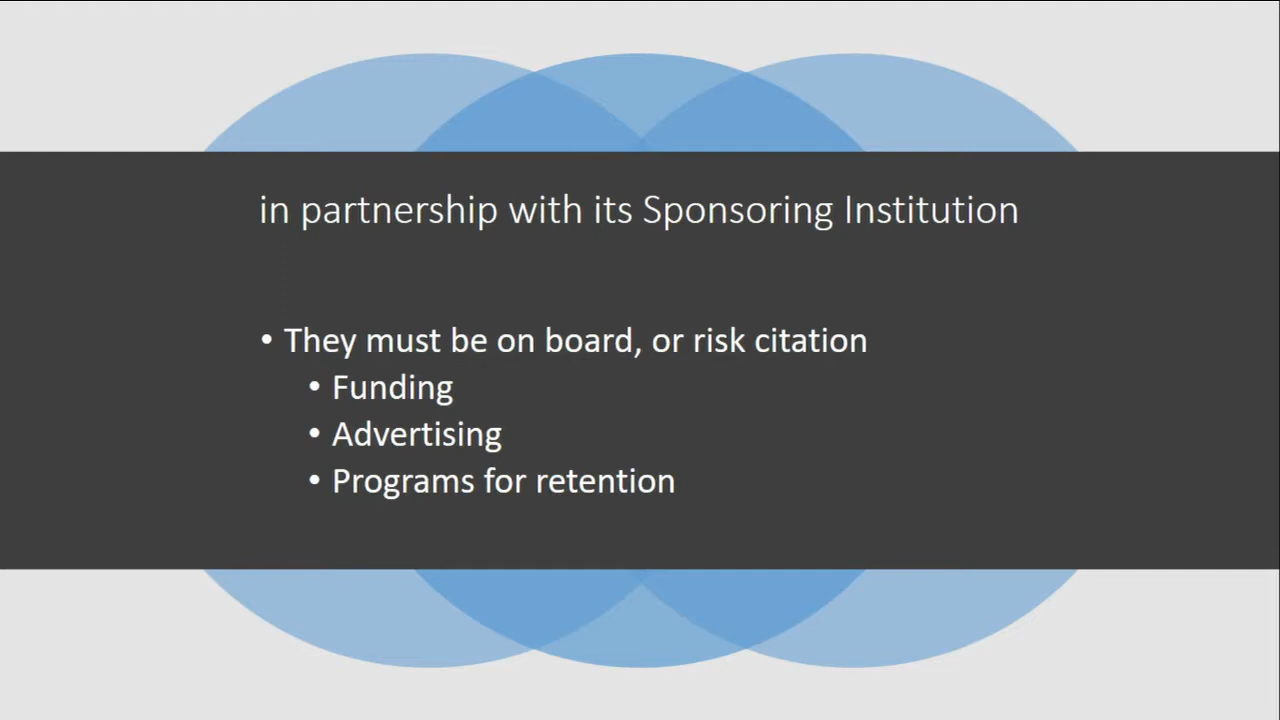 in partnership with its Sponsoring Institution
• They must be on board, or risk citation
• Funding
• Advertising
• Programs for retention